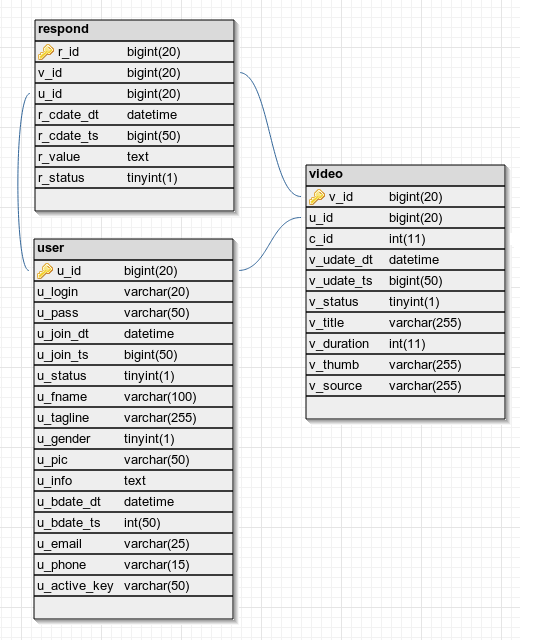 respond
r_id bigint(20)
v_id bigint(20)
u_id bigint(20)
r_cdate_dt datetime
r_cdate_ts bigint(50)
r_value text
r_status tinyint(1)
user
u_id bigint(20)
u_login varchar(20)
u_pass varchar(50)
u_join_dt datetime
u_join_ts bigint(50)
u_status tinyint(1)
u_fname varchar(100)
u_tagline varchar(255)
u_gender tinyint(1)
u_pic varchar(50)
u_info text
u_bdate_dt datetime
u_bdate_ts int(50)
u_email varchar(25)
u_phone varchar(15)
u_active_key varchar(50)
video
v_id bigint(20)
u_id bigint(20)
c_id int(11)
v_udate_dt datetime
v_udate_ts bigint(50)
v_status tinyint(1)
v_title varchar(255)
v_duration int(11)
v_thumb varchar(255)
v_source varchar(255)